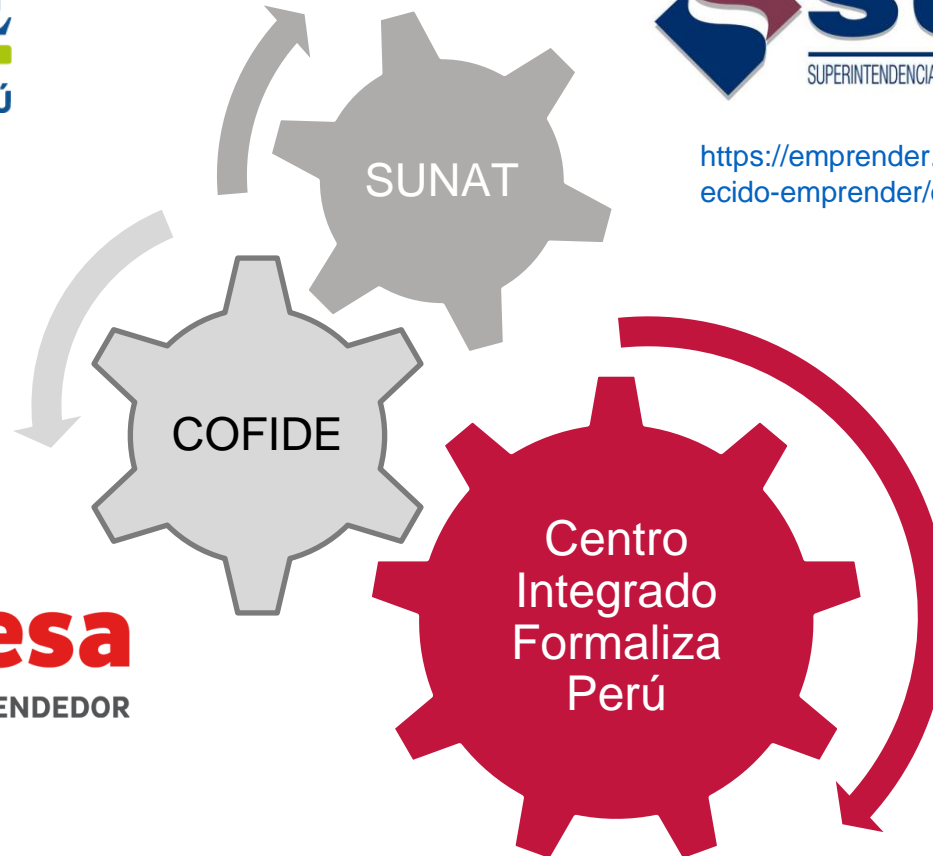 Ú
SUPERINTENDENCIA
https://emprender.
ecido-emprender/
SUNAT
COFIDE
Centro
Integrado
Formaliza
Perú
esa
ENDEDOR